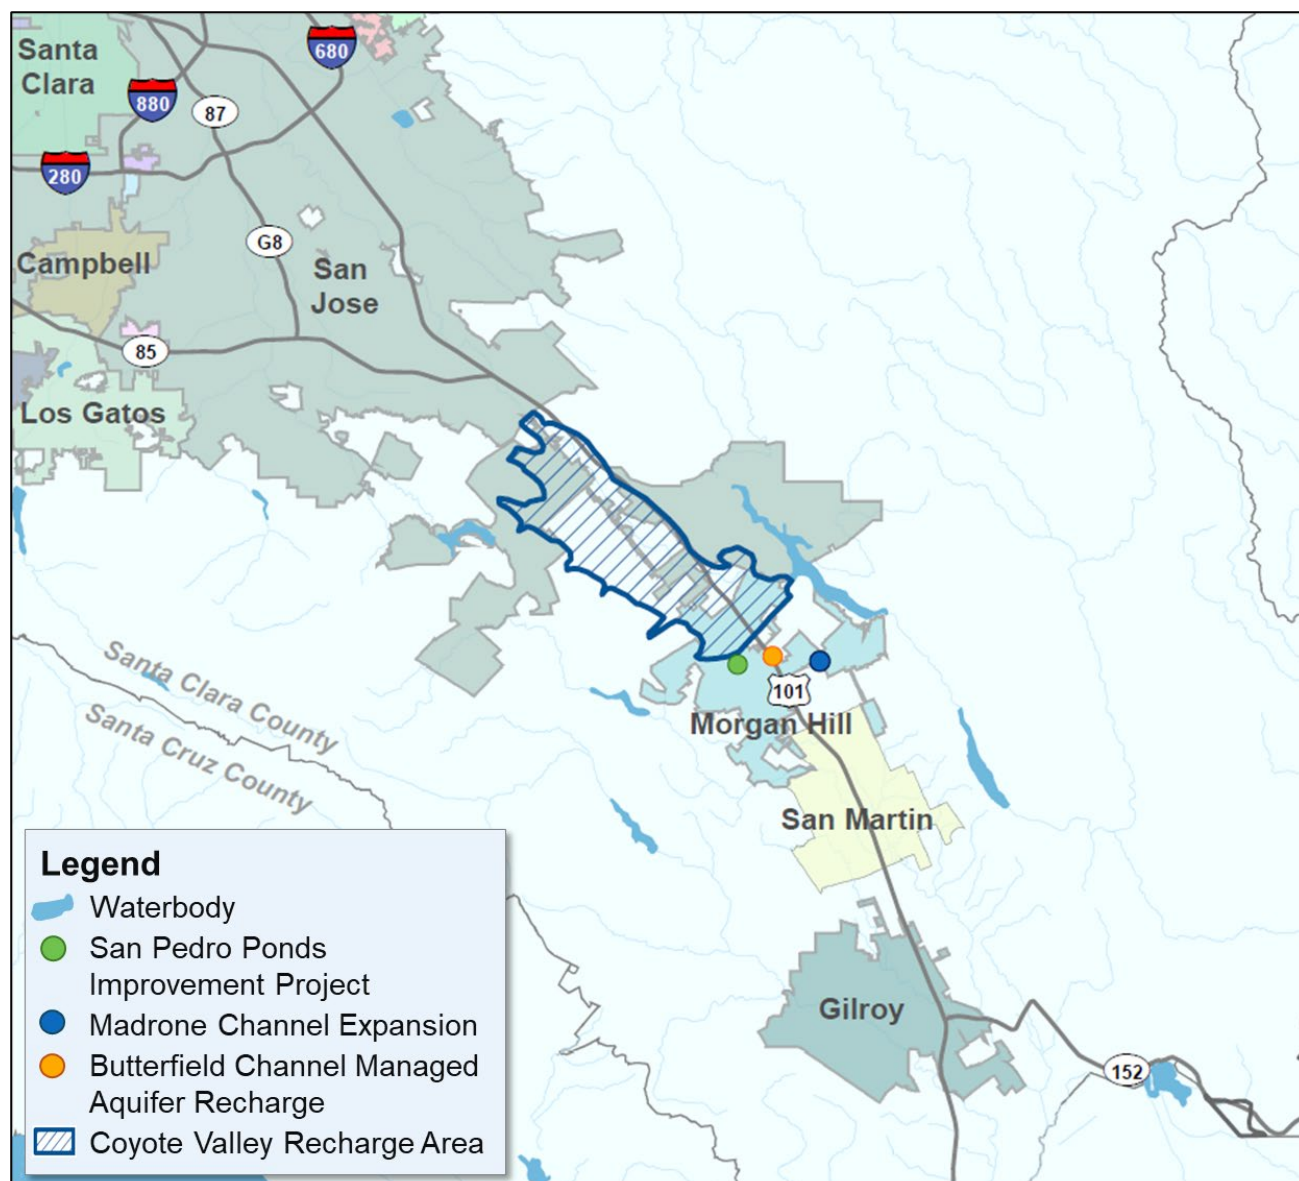 Santa
Clara
680
880
87
280
G8
Campbell
San
Jose
85
Los Gatos
101
Morgan Hill
Santa Clara County
Santa Cruz County
San Martin
Gilroy
152
Legend
Waterbody
San Pedro Ponds
Improvement Project
Madrone Channel Expansion
Butterfield Channel Managed
Aquifer Recharge
Coyote Valley Recharge Area